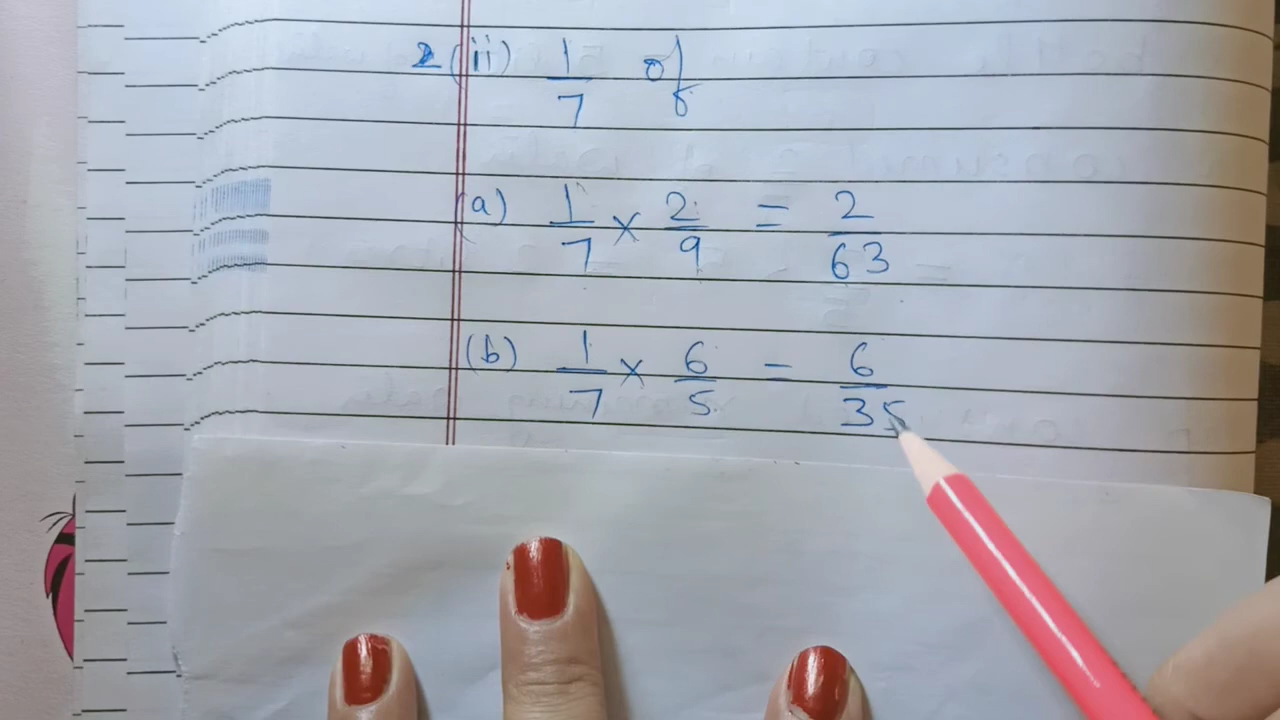 2(ii) 1/7 of
(a) 1/7 × 2/9 = 2/63
(b) 1/7 × 6/5 = 6/35